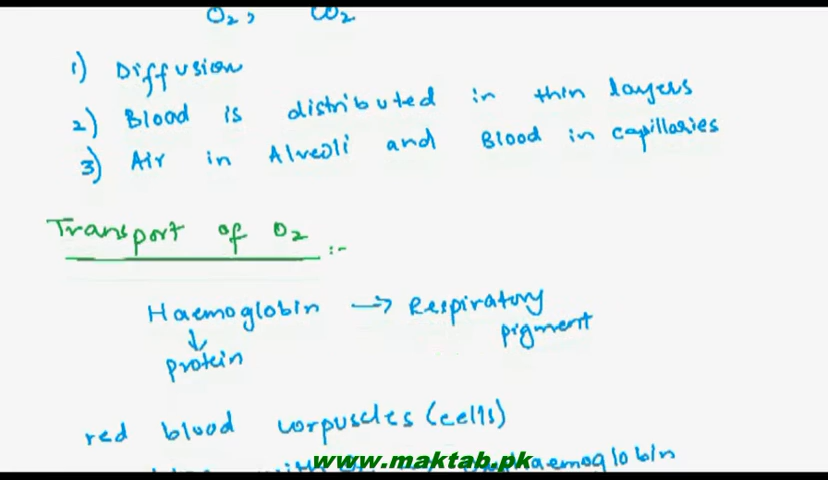 O2, CO2
1) Diffusion
2) Blood is distributed in thin layers
3) Air in Alveoli and Blood in capillaries
Transport of O2 :-
Haemoglobin → Respiratory
pigment
↓
protein
red blood corpuscles (cells)
www.maktab.pk
haemoglobin